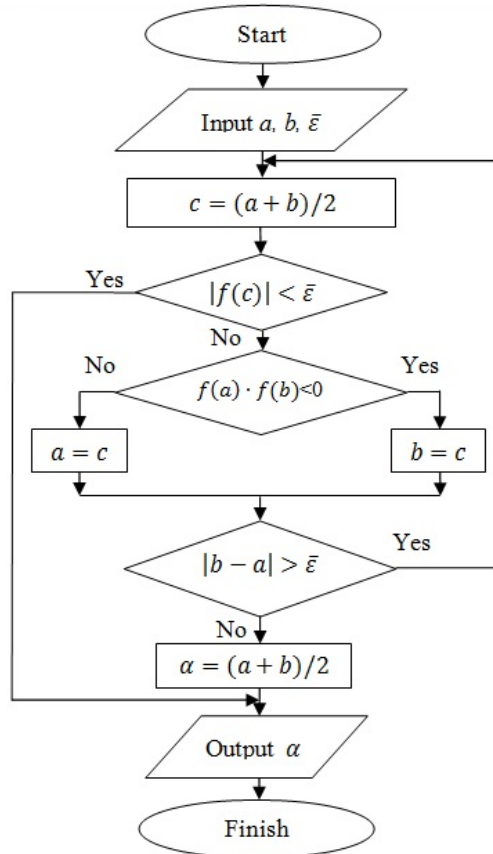 Start
Input a, b, ε̄
c = (a + b)/2
Yes
|f(c)| < ε̄
No
No
Yes
f(a) · f(b)<0
a = c
b = c
Yes
|b − a| > ε̄
No
α = (a + b)/2
Output α
Finish